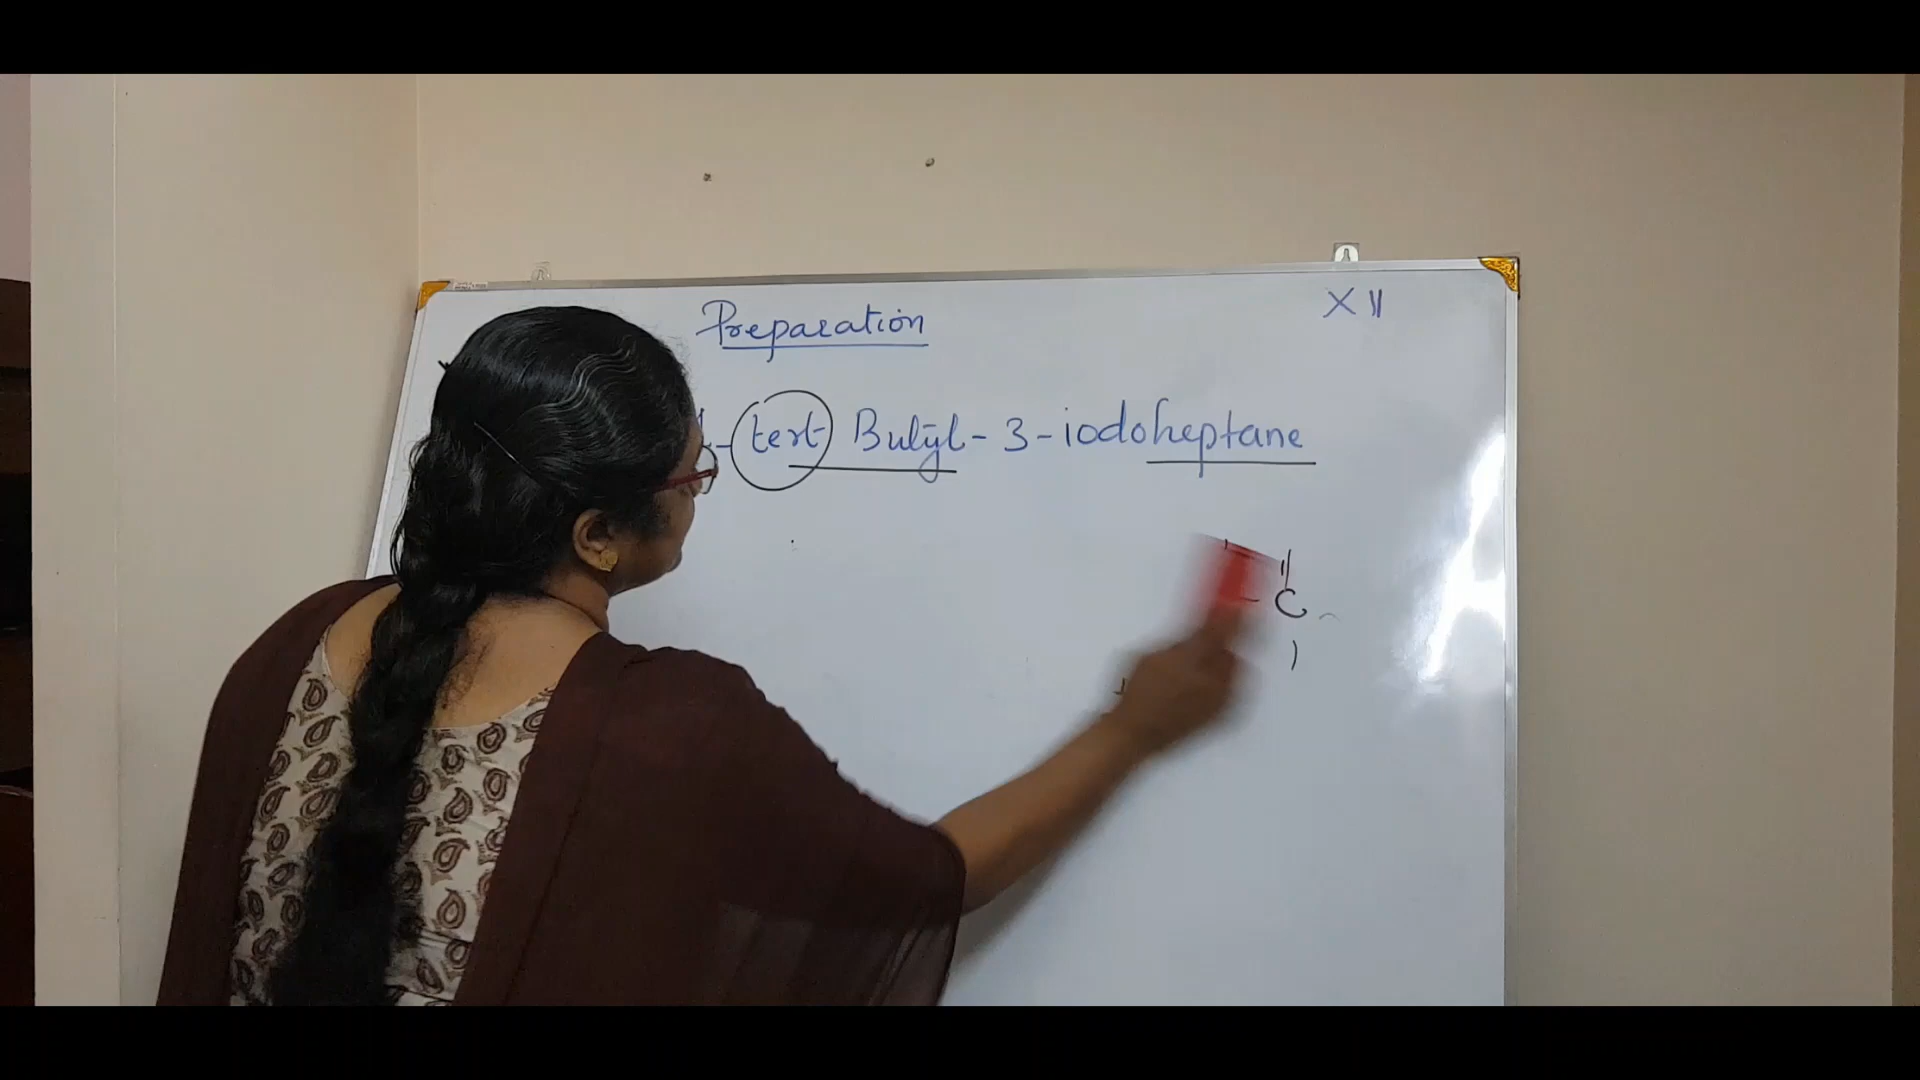 Preparation
XII
tert Butyl-3-iodoheptane
C